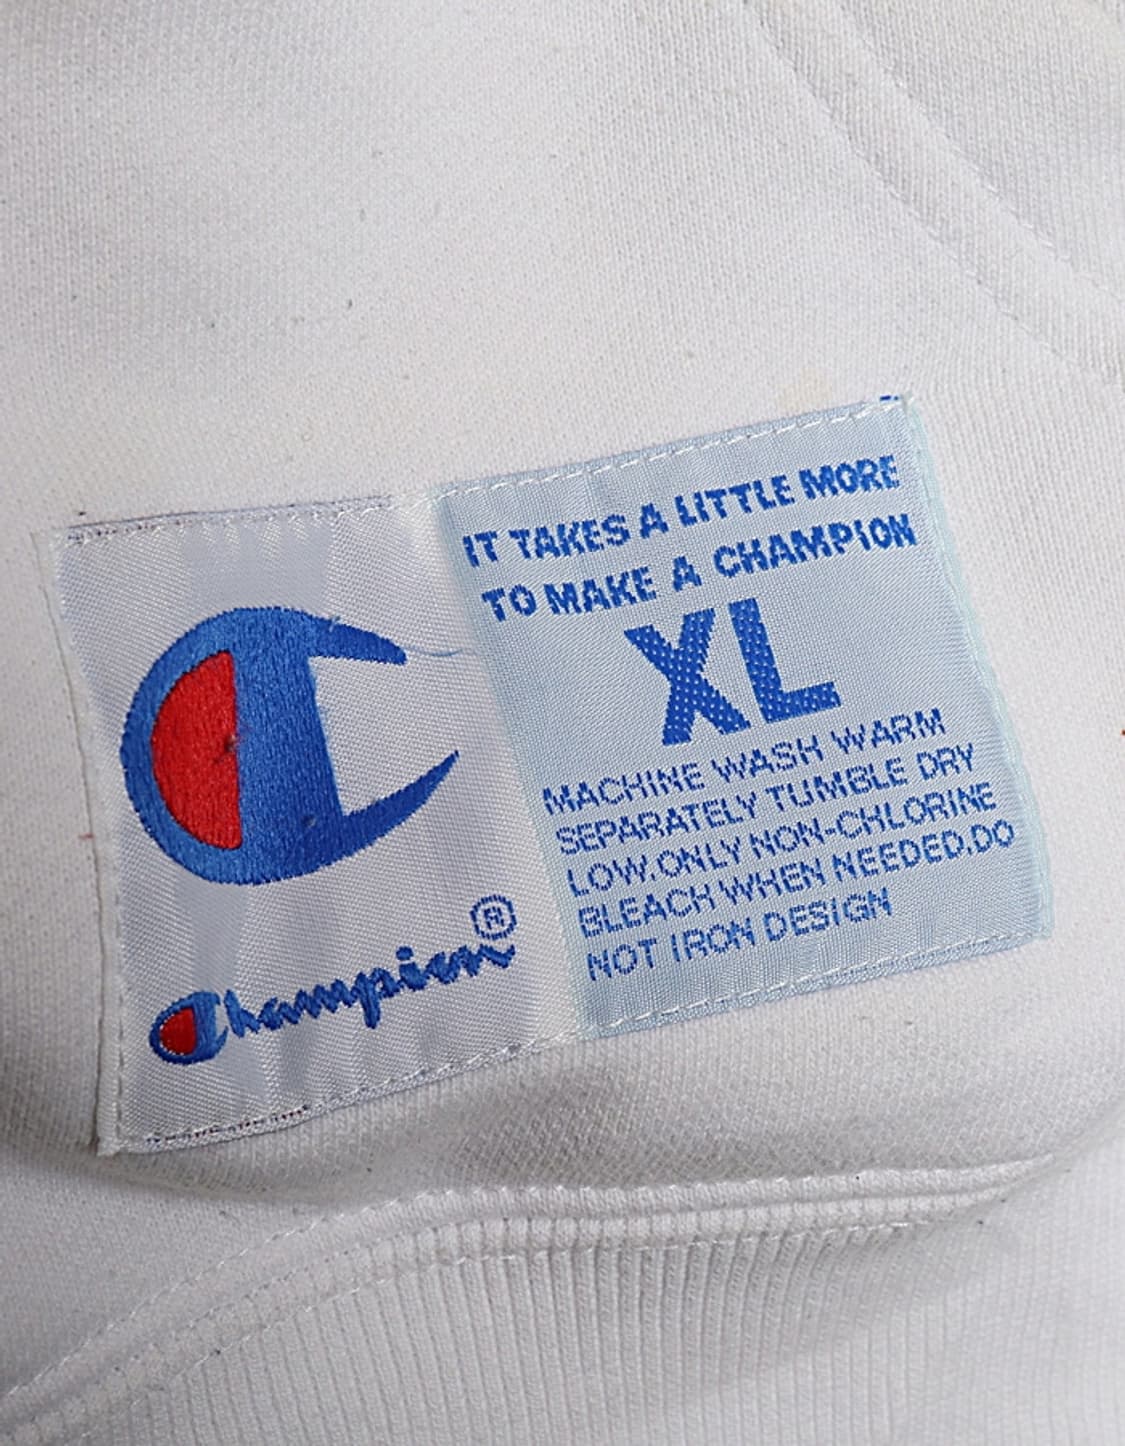 IT TAKES A LITTLE MORE
TO MAKE A CHAMPION
XL
MACHINE WASH WARM
SEPARATELY TUMBLE DRY
LOW.ONLY NON-CHLORINE
BLEACH WHEN NEEDED.DO
NOT IRON DESIGN
Champion®